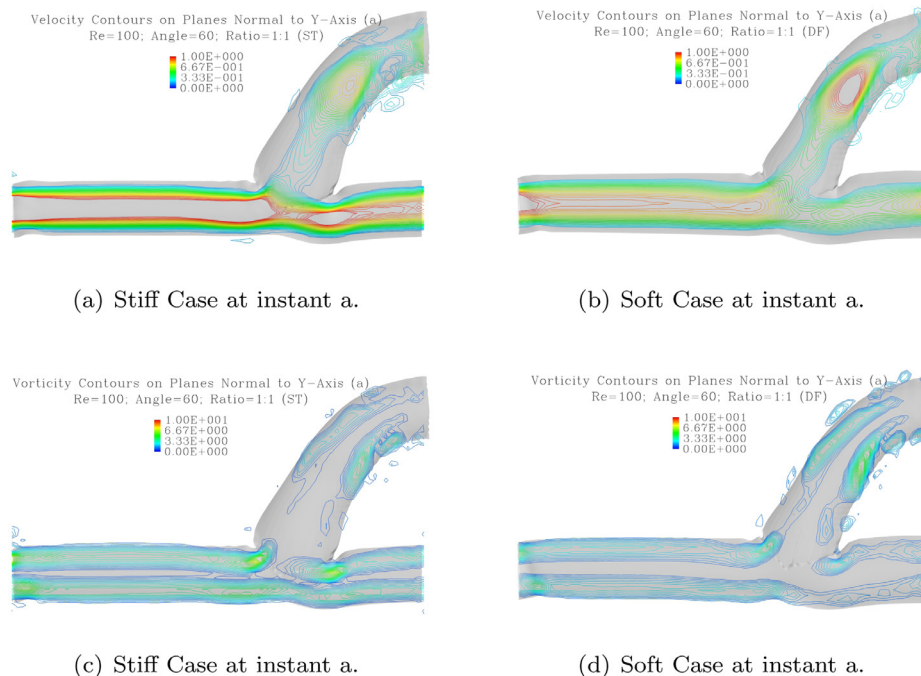 Velocity Contours on Planes Normal to Y-Axis (a)
Re=100; Angle=60; Ratio=1:1 (ST)
1.00E+000
6.67E-001
3.33E-001
0.00E+000
(a) Stiff Case at instant a.
Velocity Contours on Planes Normal to Y-Axis (a)
Re=100; Angle=60; Ratio=1:1 (DF)
1.00E+000
6.67E-001
3.33E-001
0.00E+000
(b) Soft Case at instant a.
Vorticity Contours on Planes Normal to Y-Axis (a)
Re=100; Angle=60; Ratio=1:1 (ST)
1.00E+001
6.67E+000
3.33E+000
0.00E+000
(c) Stiff Case at instant a.
Vorticity Contours on Planes Normal to Y-Axis (a)
Re=100; Angle=60; Ratio=1:1 (DF)
1.00E+001
6.67E+000
3.33E+000
0.00E+000
(d) Soft Case at instant a.